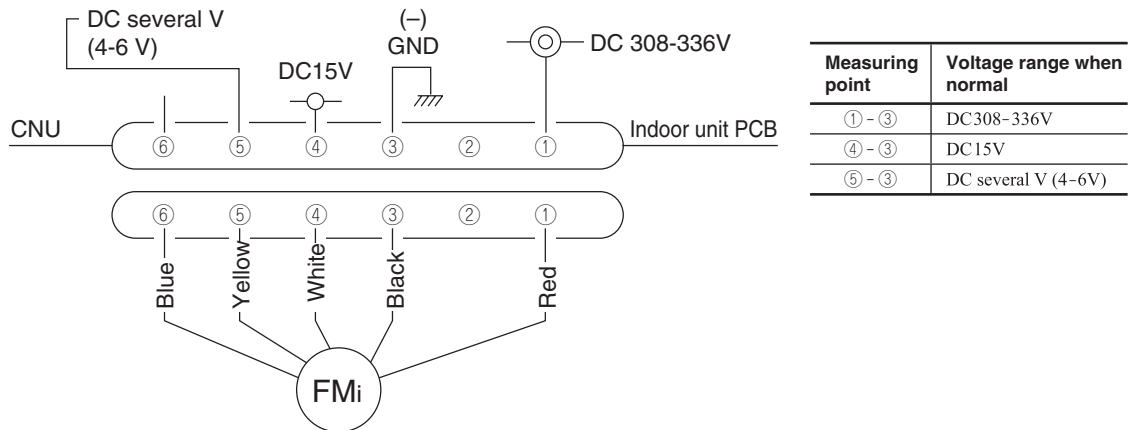 DC several V
(4-6 V)
(–)
GND
DC15V
DC 308-336V
CNU
Indoor unit PCB
⑥ ⑤ ④ ③ ② ①
⑥ ⑤ ④ ③ ② ①
Blue
Yellow
White
Black
Red
FMi
Measuring point
Voltage range when normal
①－③ DC308-336V
④－③ DC15V
⑤－③ DC several V (4-6V)